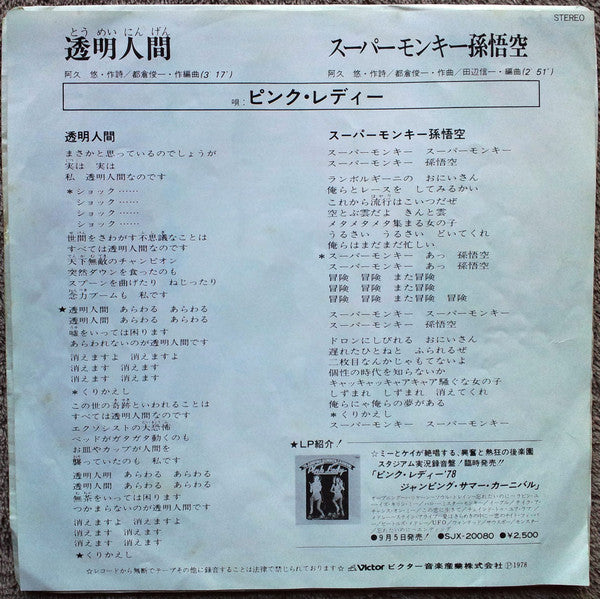 STEREO
とう めい にん げん
透明人間
阿久 悠・作詩/都倉俊一・作編曲(3′17″)
スーパーモンキー孫悟空
阿久 悠・作詩/都倉俊一・作曲/田辺信一・編曲(2′51″)
唄:ピンク・レディー
透明人間
まさかと思っているのでしょうが
実は 実は
私 透明人間なのです
*ショック……
ショック……
ショック……
ショック……
世間をさわがす不思議なことは
すべては透明人間なのです
天下無敵のチャンピオン
突然ダウンを食ったのも
スプーンを曲げたり ねじったり
念力ブームも 私です
★透明人間 あらわる あらわる
透明人間 あらわる あらわる
嘘をいっては困ります
あらわれないのが透明人間です
消えますよ 消えますよ
消えます 消えます
消えます 消えます
*くりかえし
この世の奇跡といわれることは
すべては透明人間なのです
エクソシストの大恐怖
ベッドがガタガタ動くのも
お皿やカップが人間を
襲っていったのも 私です
透明人明 あらわる あらわる
透明人間 あらわる あらわる
無茶をいっては困ります
つかまらないのが透明人間です
消えますよ 消えますよ
消えます 消えます
消えます 消えます
★くりかえし
スーパーモンキー孫悟空
スーパーモンキー スーパーモンキー
スーパーモンキー 孫悟空
ランボルギーニの おにいさん
俺らとレースを してみるかい
これから流行はこいつだぜ
空とぶ雲だよ きんと雲
メタメタメタ集まる女の子
うるさい うるさい どいてくれ
俺らはまだまだ忙しい
*スーパーモンキー あっ 孫悟空
スーパーモンキー あっ 孫悟空
冒険 冒険 また冒険
冒険 冒険 また冒険
冒険 冒険 また冒険 冒険
スーパーモンキー スーパーモンキー
スーパーモンキー 孫悟空
ドロンにしびれる おにいさん
遅れたひとねと ふられるぜ
二枚目なんかじゃもてないよ
個性の時代を知らないか
キャッキャッキャアキャア騒ぐな女の子
しずまれ しずまれ 消えてくれ
俺らにゃ俺らの夢がある
*くりかえし
スーパーモンキー スーパーモンキー
★LP紹介!
☆ミーとケイが絶唱する、興奮と熱狂の後楽園
スタジアム実況録音盤!臨時発売!!
「ピンク・レディー'78
ジャンピング・サマー・カーニバル」
●9月5日発売!●SJX-20080 ●¥2,500
☆レコードから無断でテープその他に録音することは法律で禁じられております☆ Victor ビクター音楽産業株式会社 Ⓟ1978